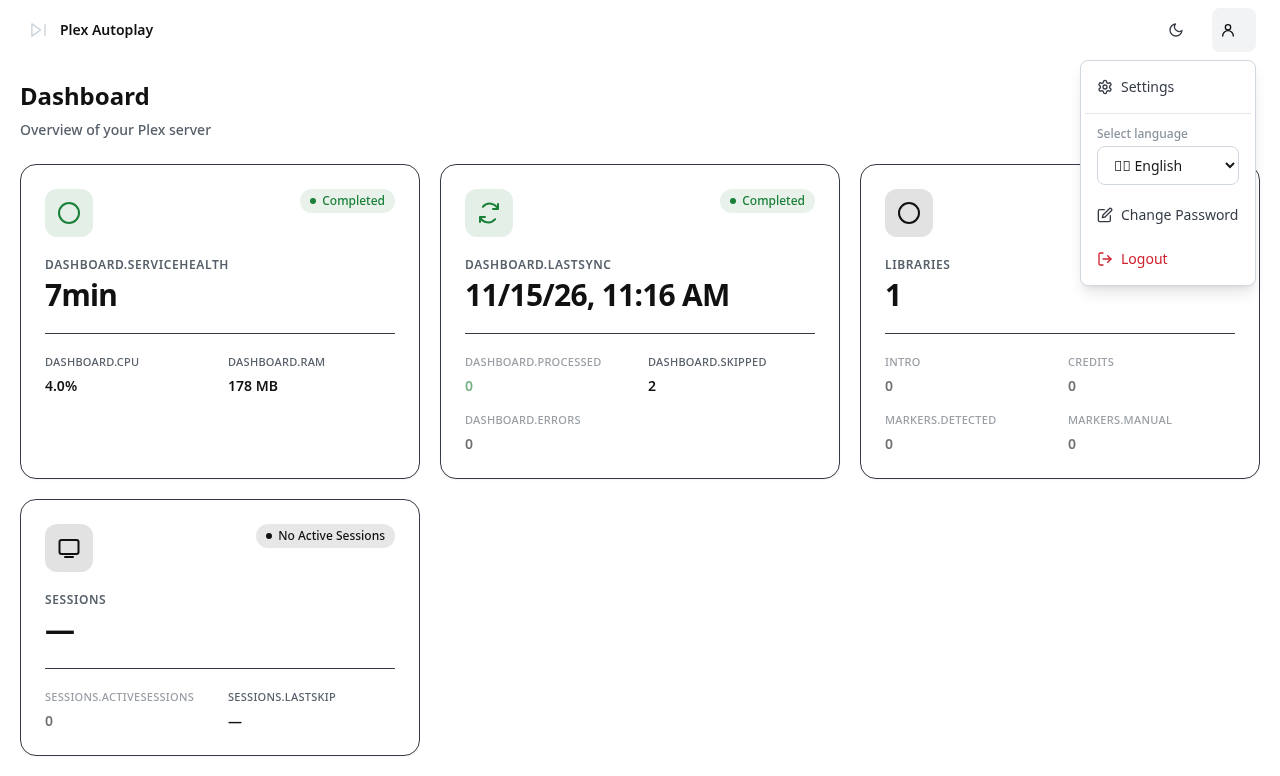 Plex Autoplay
Settings
Select language
English
Change Password
Logout
Dashboard
Overview of your Plex server
Completed
DASHBOARD.SERVICEHEALTH
7min
DASHBOARD.CPU
DASHBOARD.RAM
4.0%
178 MB
Completed
DASHBOARD.LASTSYNC
11/15/26, 11:16 AM
DASHBOARD.PROCESSED
DASHBOARD.SKIPPED
0
2
DASHBOARD.ERRORS
0
LIBRARIES
1
INTRO
CREDITS
0
0
MARKERS.DETECTED
MARKERS.MANUAL
0
0
No Active Sessions
SESSIONS
—
SESSIONS.ACTIVESESSIONS
SESSIONS.LASTSKIP
0
—